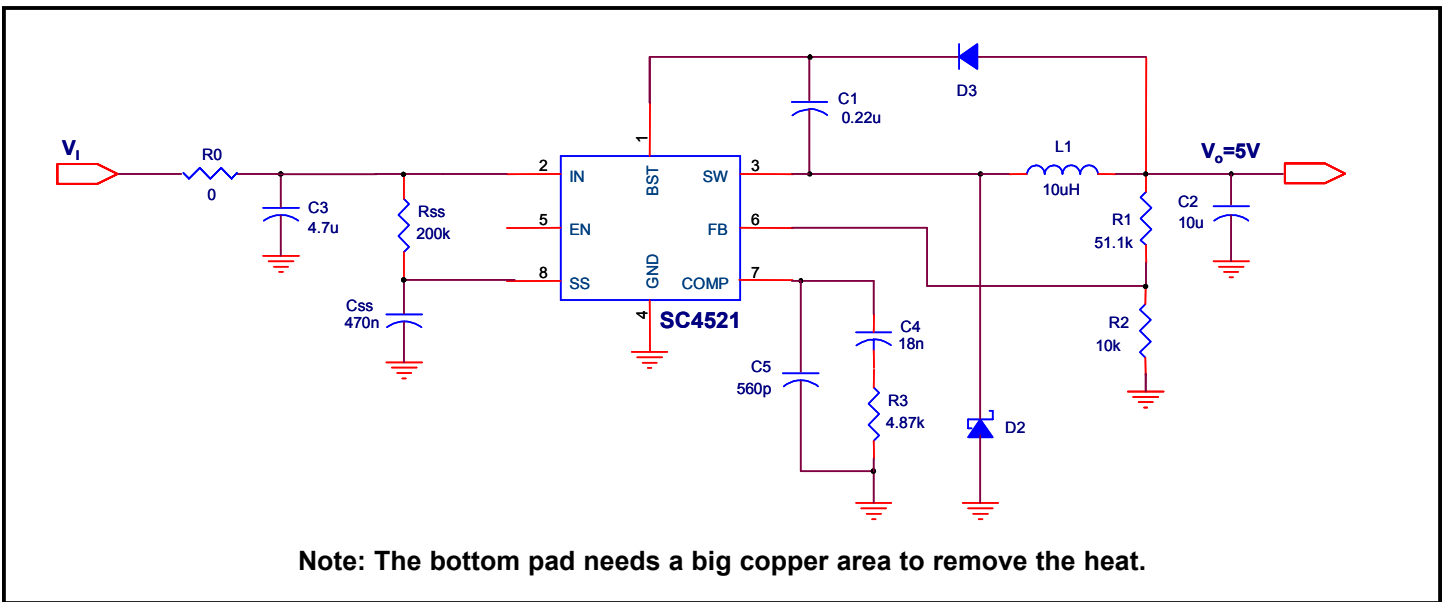 D3
C1
0.22u
L1
10uH
VI
Vo=5V
R0
0
C3
4.7u
Rss
200k
Css
470n
1
2
5
8
4
3
6
7
IN
EN
SS
BST
GND
SW
FB
COMP
SC4521
C2
10u
R1
51.1k
R2
10k
C4
18n
C5
560p
R3
4.87k
D2
Note: The bottom pad needs a big copper area to remove the heat.